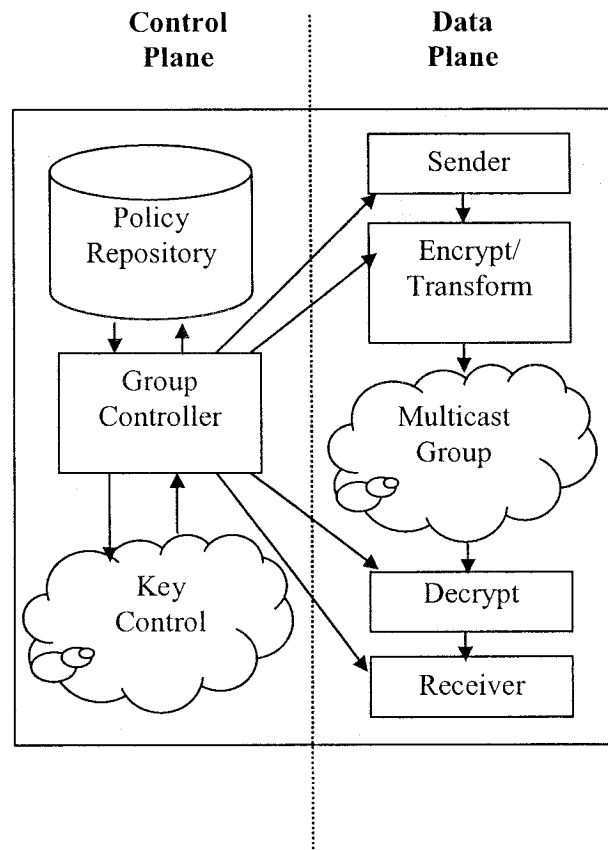 Control
Plane
Data
Plane
Policy
Repository
Group
Controller
Key
Control
Sender
Encrypt/
Transform
Multicast
Group
Decrypt
Receiver